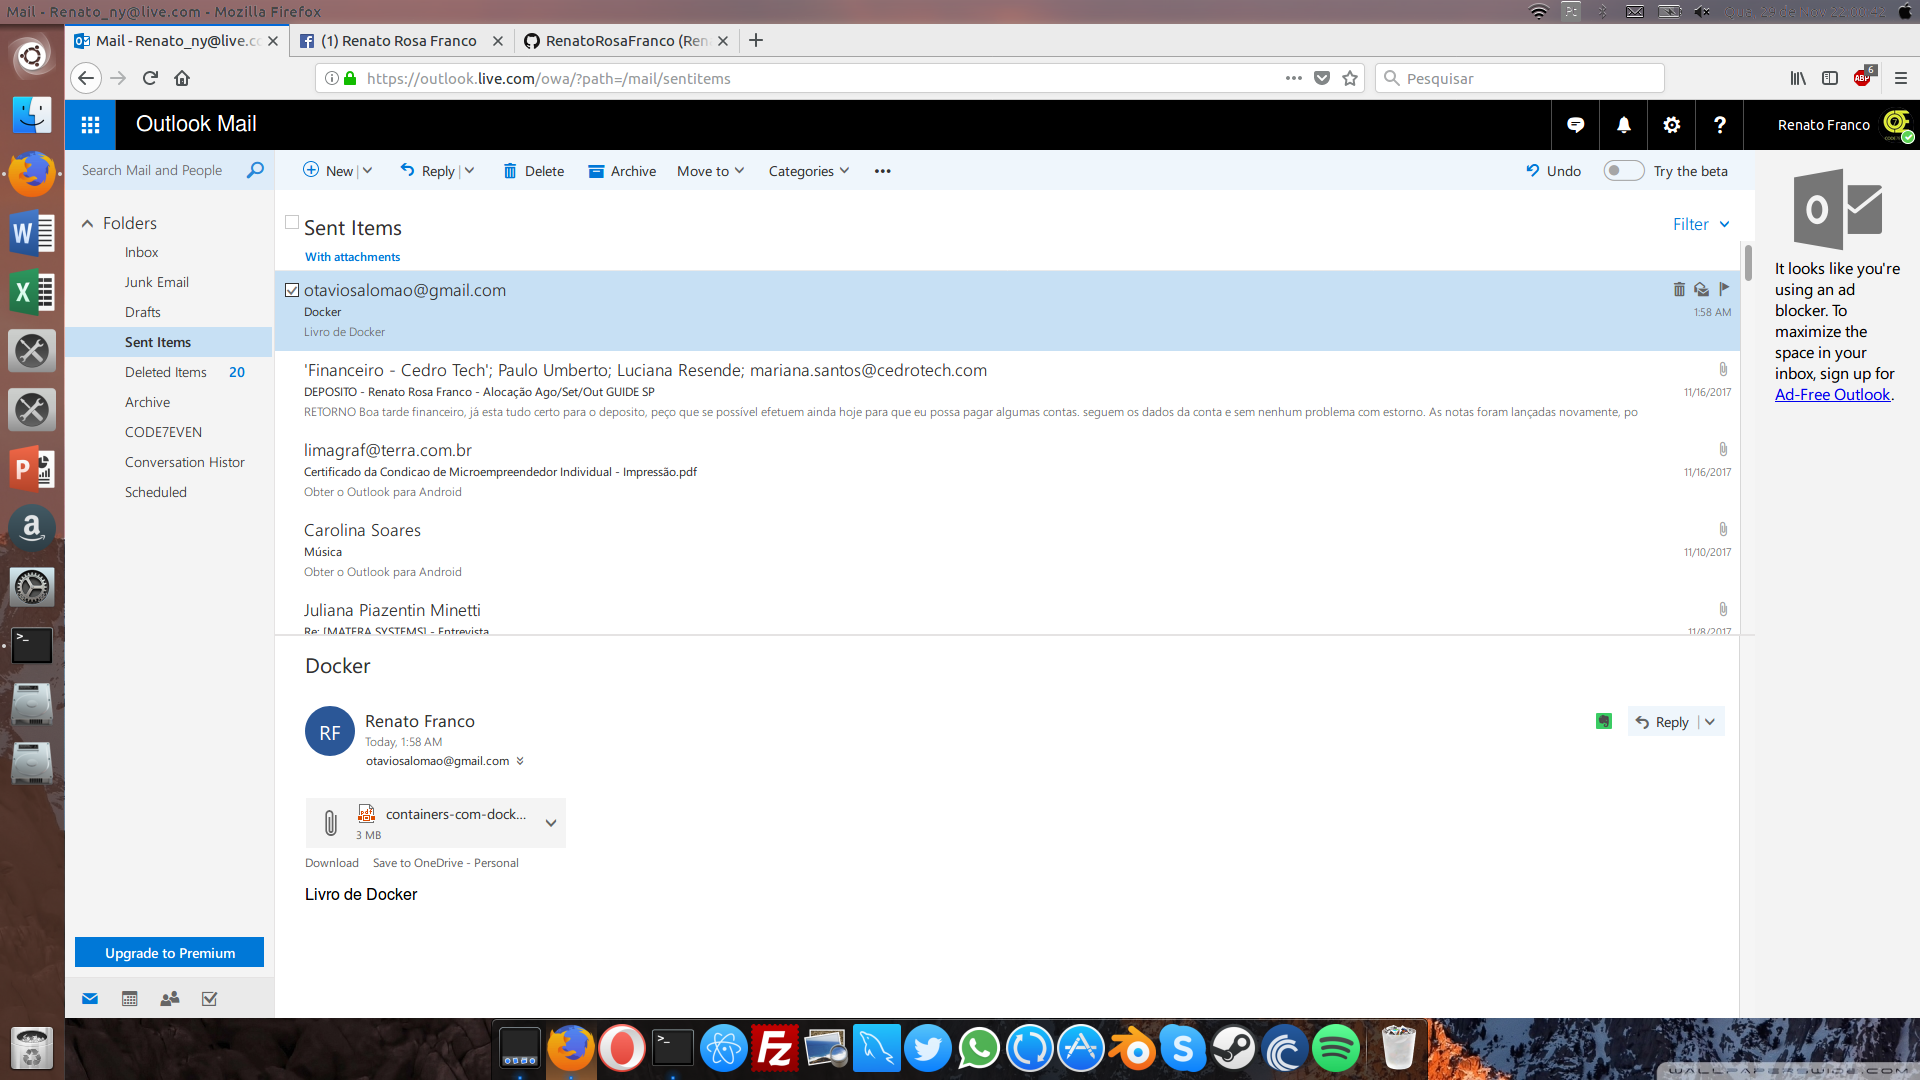 Mail - Renato_ny@live.com - Mozilla Firefox
Mail - Renato_ny@live.co
(1) Renato Rosa Franco
RenatoRosaFranco (Ren
https://outlook.live.com/owa/?path=/mail/sentitems
Pesquisar
6
ABP
Outlook Mail
Renato Franco
Search Mail and People
New
Reply
Delete
Archive
Move to
Categories
Undo
Try the beta
Folders
Inbox
Junk Email
Drafts
Sent Items
Deleted Items 20
Archive
CODE7EVEN
Conversation Histor
Scheduled
Upgrade to Premium
Sent Items
Filter
With attachments
otaviosalomao@gmail.com
Docker
1:58 AM
Livro de Docker
'Financeiro - Cedro Tech'; Paulo Umberto; Luciana Resende; mariana.santos@cedrotech.com
DEPOSITO - Renato Rosa Franco - Alocação Ago/Set/Out GUIDE SP
11/16/2017
RETORNO Boa tarde financeiro, já esta tudo certo para o deposito, peço que se possível efetuem ainda hoje para que eu possa pagar algumas contas. seguem os dados da conta e sem nenhum problema com estorno. As notas foram lançadas novamente, po
limagraf@terra.com.br
Certificado da Condicao de Microempreendedor Individual - Impressão.pdf
11/16/2017
Obter o Outlook para Android
Carolina Soares
Música
11/10/2017
Obter o Outlook para Android
Juliana Piazentin Minetti
Re: [MATERA SYSTEMS] - Entrevista
11/8/2017
Docker
RF
Renato Franco
Today, 1:58 AM
otaviosalomao@gmail.com
Reply
containers-com-dock...
3 MB
Download
Save to OneDrive - Personal
Livro de Docker
It looks like you're
using an ad
blocker. To
maximize the
space in your
inbox, sign up for
Ad-Free Outlook.